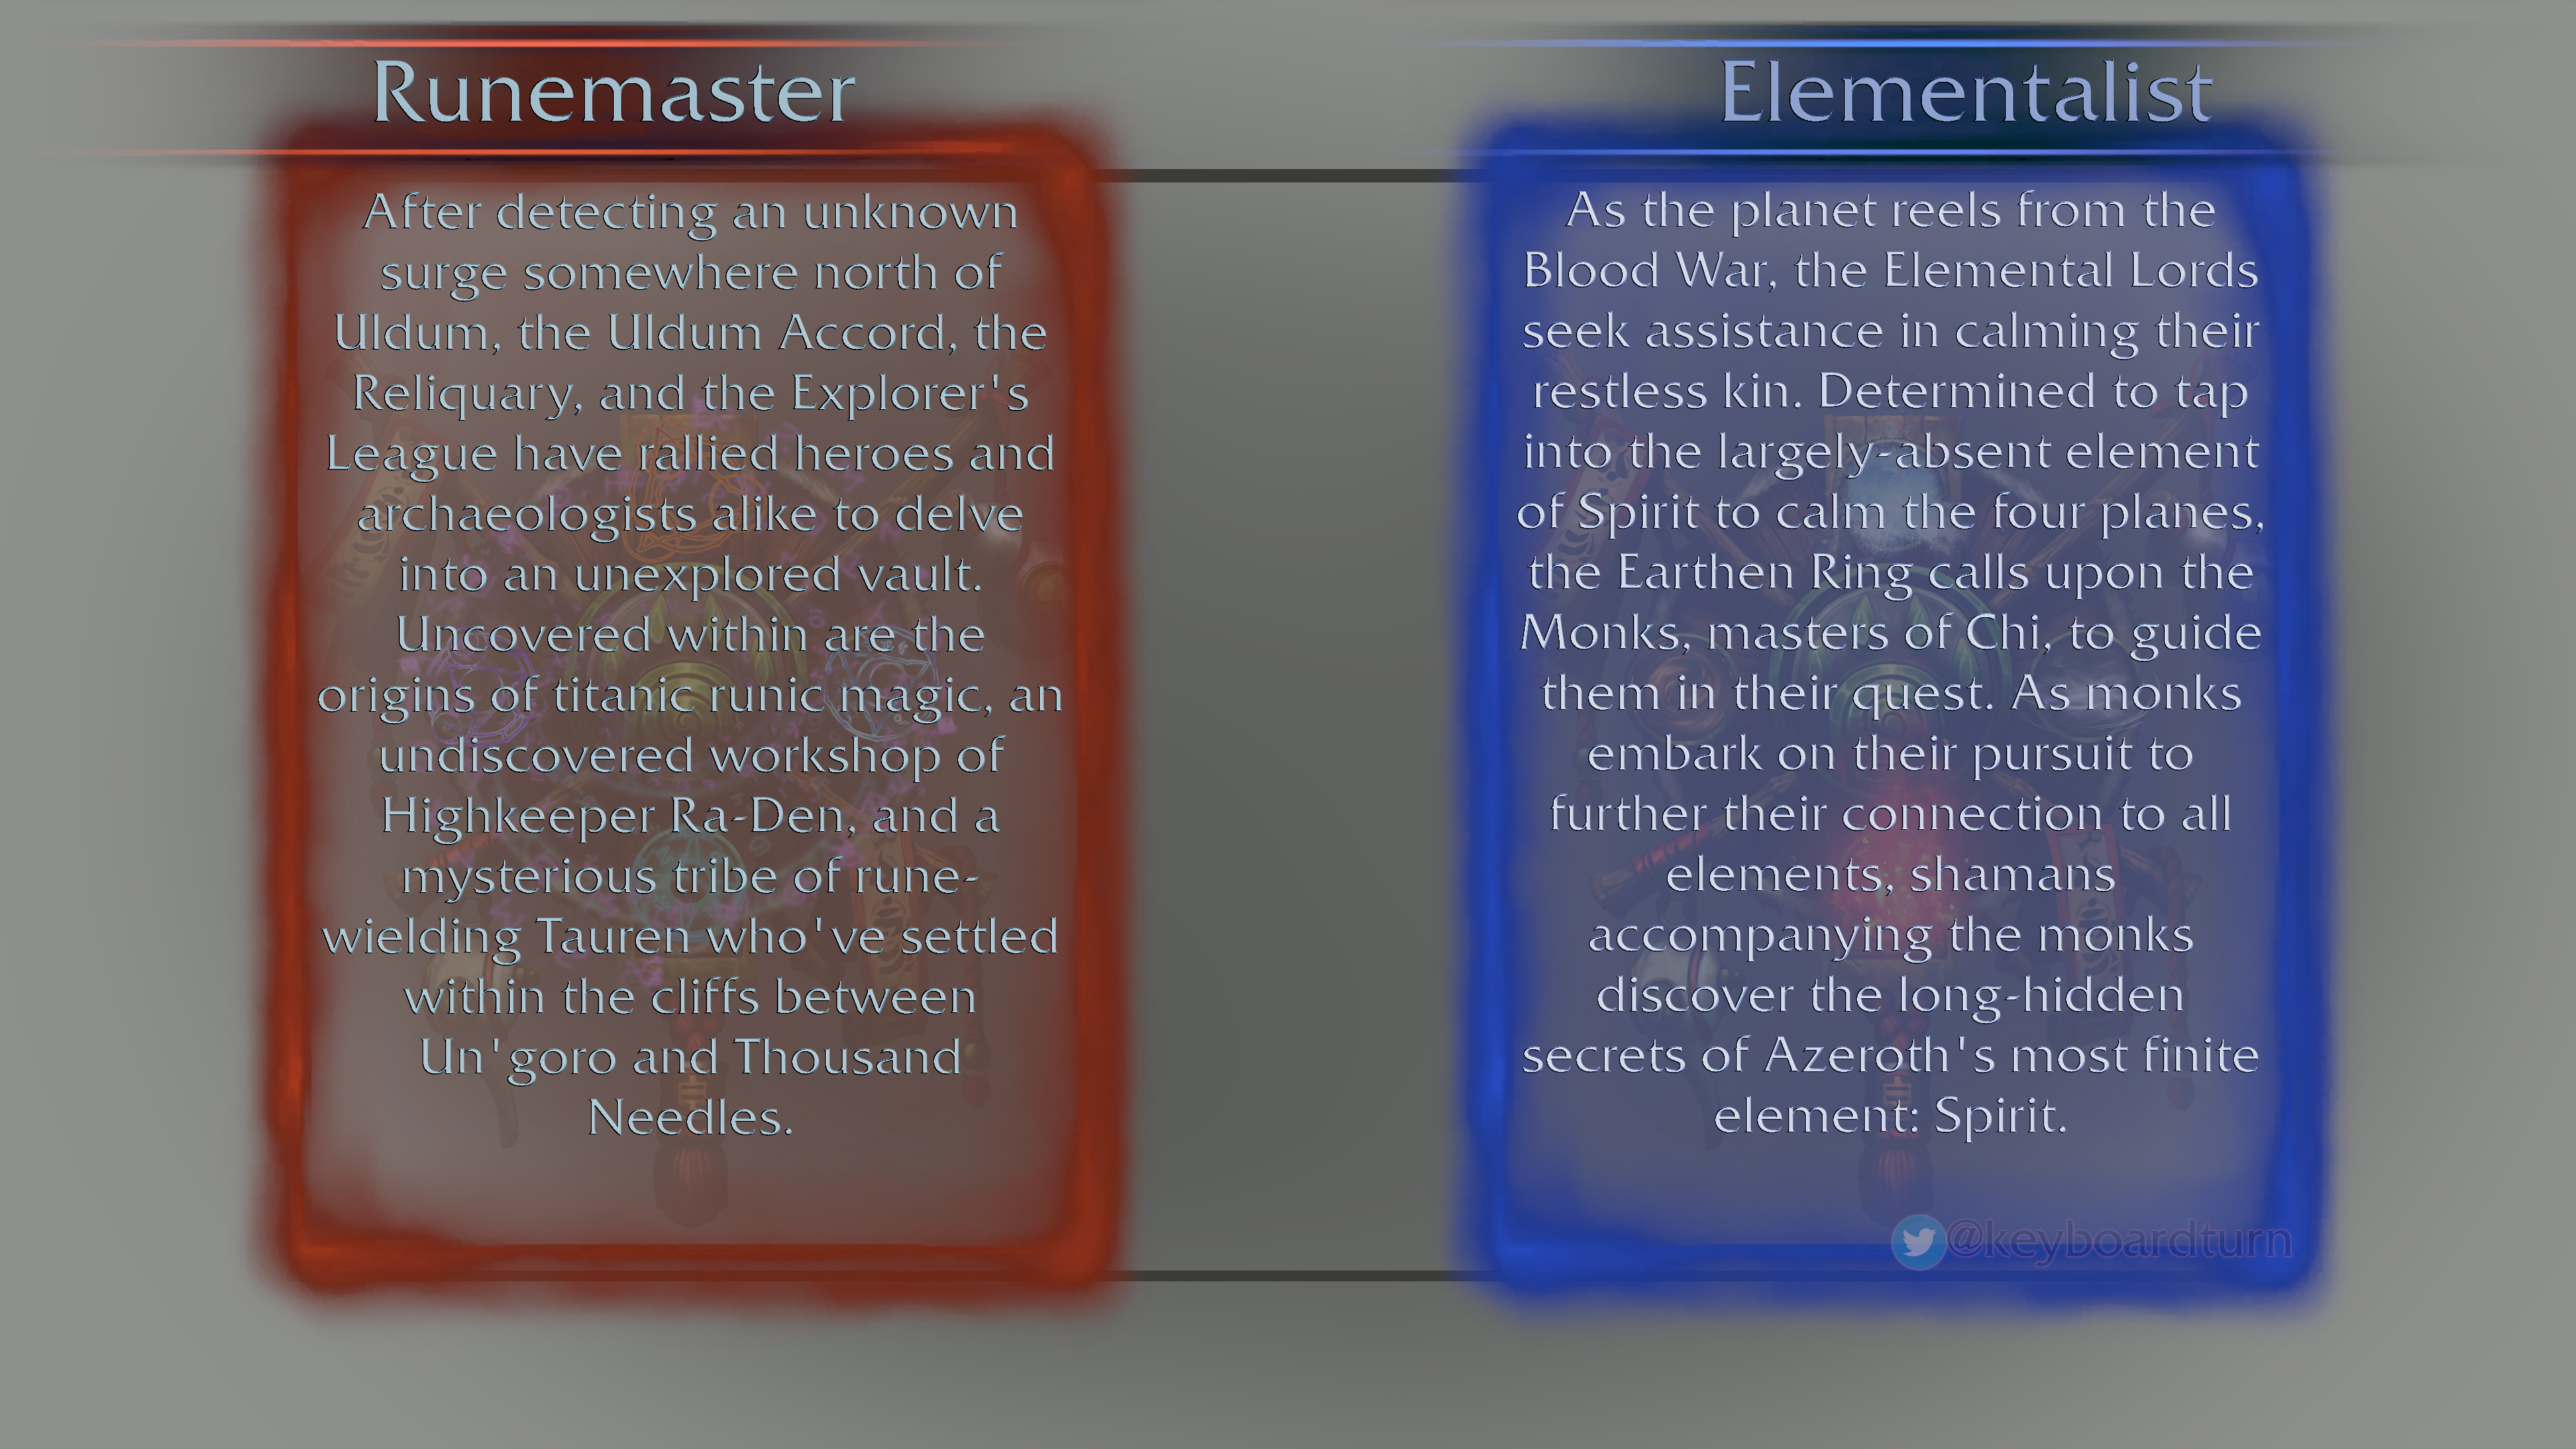 Runemaster
After detecting an unknown
surge somewhere north of
Uldum, the Uldum Accord, the
Reliquary, and the Explorer's
League have rallied heroes and
archaeologists alike to delve
into an unexplored vault.
Uncovered within are the
origins of titanic runic magic, an
undiscovered workshop of
Highkeeper Ra-Den, and a
mysterious tribe of rune-
wielding Tauren who've settled
within the cliffs between
Un'goro and Thousand
Needles.
Elementalist
As the planet reels from the
Blood War, the Elemental Lords
seek assistance in calming their
restless kin. Determined to tap
into the largely-absent element
of Spirit to calm the four planes,
the Earthen Ring calls upon the
Monks, masters of Chi, to guide
them in their quest. As monks
embark on their pursuit to
further their connection to all
elements, shamans
accompanying the monks
discover the long-hidden
secrets of Azeroth's most finite
element: Spirit.
@keyboardturn